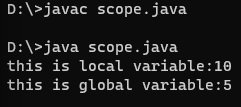 D:\>javac scope.java
D:\>java scope.java
this is local variable:10
this is global variable:5